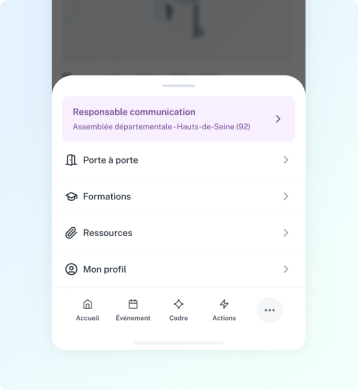 Responsable communication
Assemblée départementale - Hauts-de-Seine (92)
Porte à porte
Formations
Ressources
Mon profil
Accueil Événement Cadre Actions